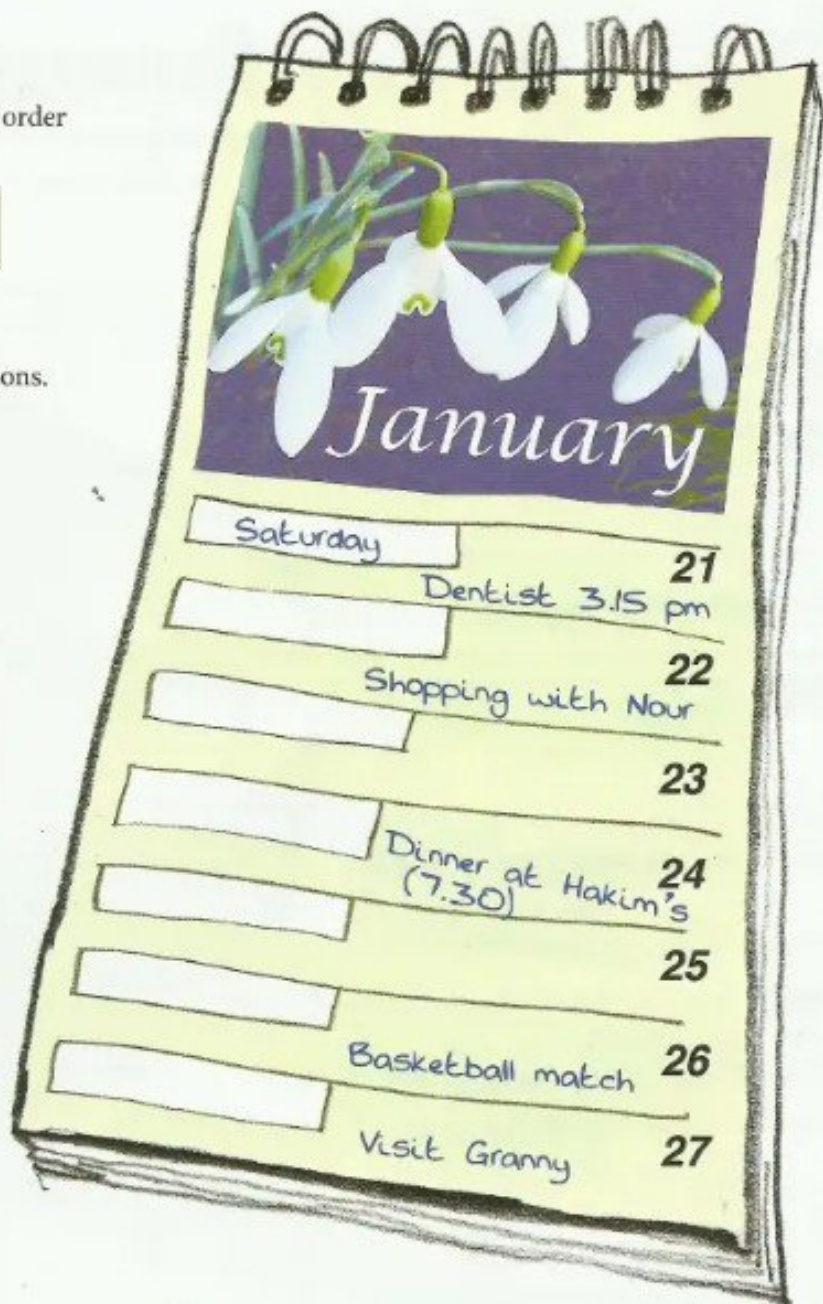 order
ons.
January
Saturday
21
Dentist 3.15 pm
22
Shopping with Nour
23
24
Dinner at Hakim's
(7.30)
25
26
Basketball match
27
Visit Granny